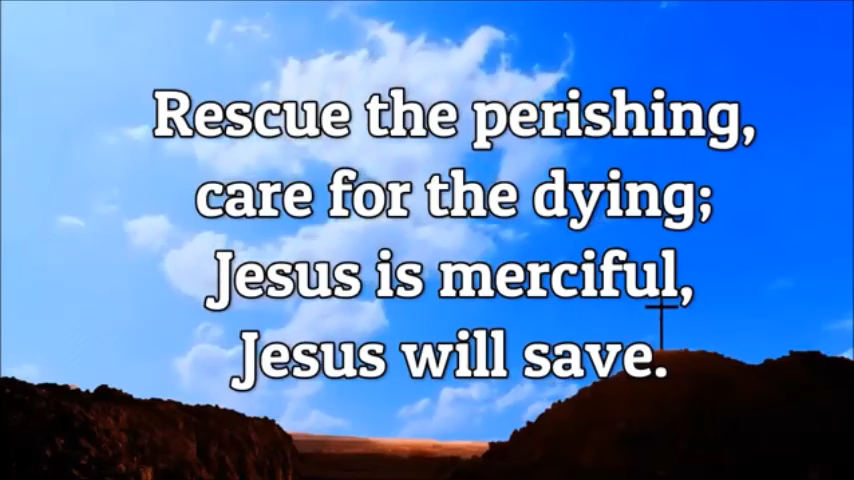 Rescue the perishing,
care for the dying;
Jesus is merciful,
Jesus will save.